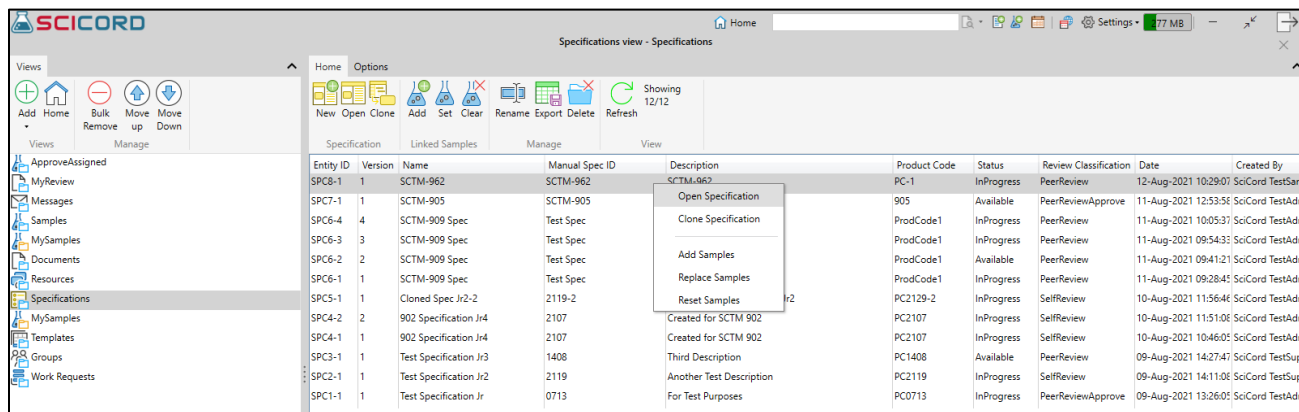 SCICORD
Home
Settings
277 MB
Specifications view - Specifications
Views
Add Home Bulk Remove Move up Move Down
Views Manage
ApproveAssigned
MyReview
Messages
Samples
MySamples
Documents
Resources
Specifications
MySamples
Templates
Groups
Work Requests
Home Options
New Open Clone Add Set Clear Rename Export Delete Refresh
Showing
12/12
Specification Linked Samples Manage View
Entity ID Version Name Manual Spec ID Description Product Code Status Review Classification Date Created By
SPC8-1 1 SCTM-962 SCTM-962 SCTM-962 PC-1 InProgress PeerReview 12-Aug-2021 10:29:07 SciCord TestSar
SPC7-1 1 SCTM-905 SCTM-905 905 Available PeerReviewApprove 11-Aug-2021 12:53:58 SciCord TestAdr
SPC6-4 4 SCTM-909 Spec Test Spec ProdCode1 InProgress PeerReview 11-Aug-2021 10:05:37 SciCord TestAdr
SPC6-3 3 SCTM-909 Spec Test Spec ProdCode1 InProgress PeerReview 11-Aug-2021 09:54:33 SciCord TestAdr
SPC6-2 2 SCTM-909 Spec Test Spec ProdCode1 Available PeerReview 11-Aug-2021 09:41:21 SciCord TestAdr
SPC6-1 1 SCTM-909 Spec Test Spec ProdCode1 InProgress PeerReview 11-Aug-2021 09:28:45 SciCord TestAdr
SPC5-1 1 Cloned Spec Jr2-2 2119-2 Jr2 PC2129-2 InProgress SelfReview 10-Aug-2021 11:56:46 SciCord TestAdr
SPC4-2 2 902 Specification Jr4 2107 Created for SCTM 902 PC2107 InProgress SelfReview 10-Aug-2021 11:51:08 SciCord TestAdr
SPC4-1 1 902 Specification Jr4 2107 Created for SCTM 902 PC2107 InProgress SelfReview 10-Aug-2021 10:46:05 SciCord TestAdr
SPC3-1 1 Test Specification Jr3 1408 Third Description PC1408 Available PeerReview 09-Aug-2021 14:27:47 SciCord TestSup
SPC2-1 1 Test Specification Jr2 2119 Another Test Description PC2119 InProgress SelfReview 09-Aug-2021 14:11:08 SciCord TestSup
SPC1-1 1 Test Specification Jr 0713 For Test Purposes PC0713 InProgress PeerReviewApprove 09-Aug-2021 13:26:05 SciCord TestAdr
Open Specification
Clone Specification
Add Samples
Replace Samples
Reset Samples